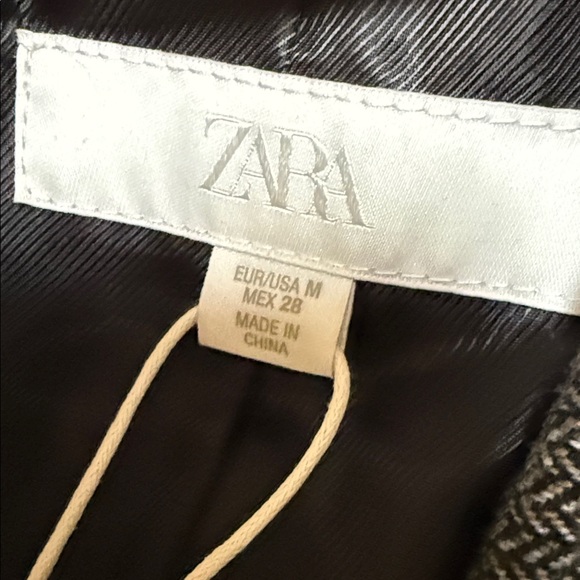 ZARA
EUR/USA M
MEX 28
MADE IN
CHINA